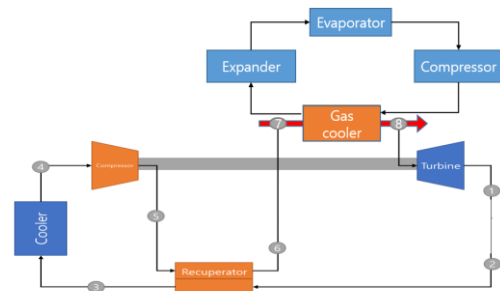 Evaporator
Expander
Compressor
Gas
cooler
7
8
4
Compressor
Turbine
1
5
6
Cooler
2
Recuperator
3